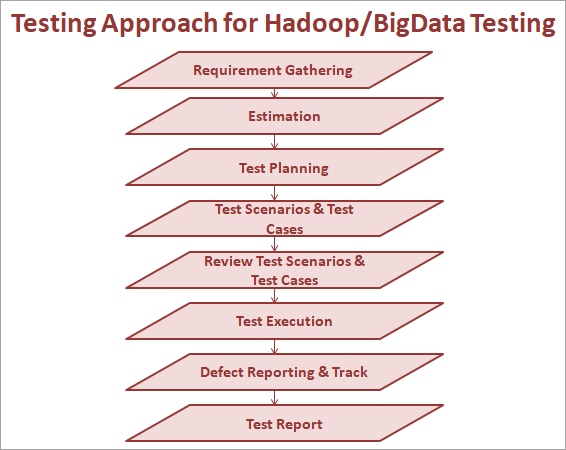 Testing Approach for Hadoop/BigData Testing
Requirement Gathering
Estimation
Test Planning
Test Scenarios & Test
Cases
Review Test Scenarios &
Test Cases
Test Execution
Defect Reporting & Track
Test Report